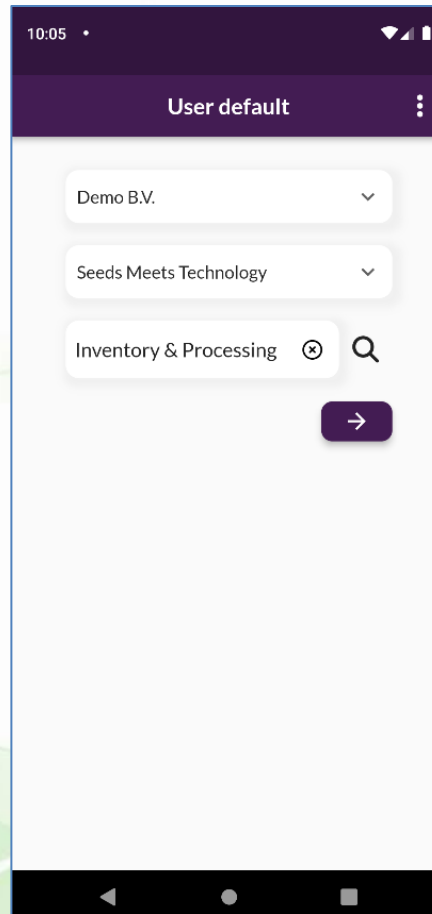 10:05
User default
Demo B.V.
Seeds Meets Technology
Inventory & Processing